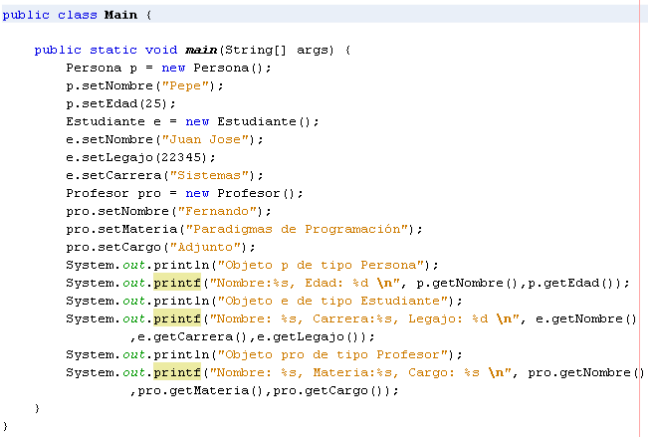 public class Main {
public static void main(String[] args) {
Persona p = new Persona();
p.setNombre("Pepe");
p.setEdad(25);
Estudiante e = new Estudiante();
e.setNombre("Juan Jose");
e.setLegajo(22345);
e.setCarrera("Sistemas");
Profesor pro = new Profesor();
pro.setNombre("Fernando");
pro.setMateria("Paradigmas de Programación");
pro.setCargo("Adjunto");
System.out.println("Objeto p de tipo Persona");
System.out.printf("Nombre:%s, Edad: %d \n", p.getNombre(),p.getEdad());
System.out.println("Objeto e de tipo Estudiante");
System.out.printf("Nombre: %s, Carrera:%s, Legajo: %d \n", e.getNombre()
,e.getCarrera(),e.getLegajo());
System.out.println("Objeto pro de tipo Profesor");
System.out.printf("Nombre: %s, Materia:%s, Cargo: %s \n", pro.getNombre()
,pro.getMateria(),pro.getCargo());
}
}